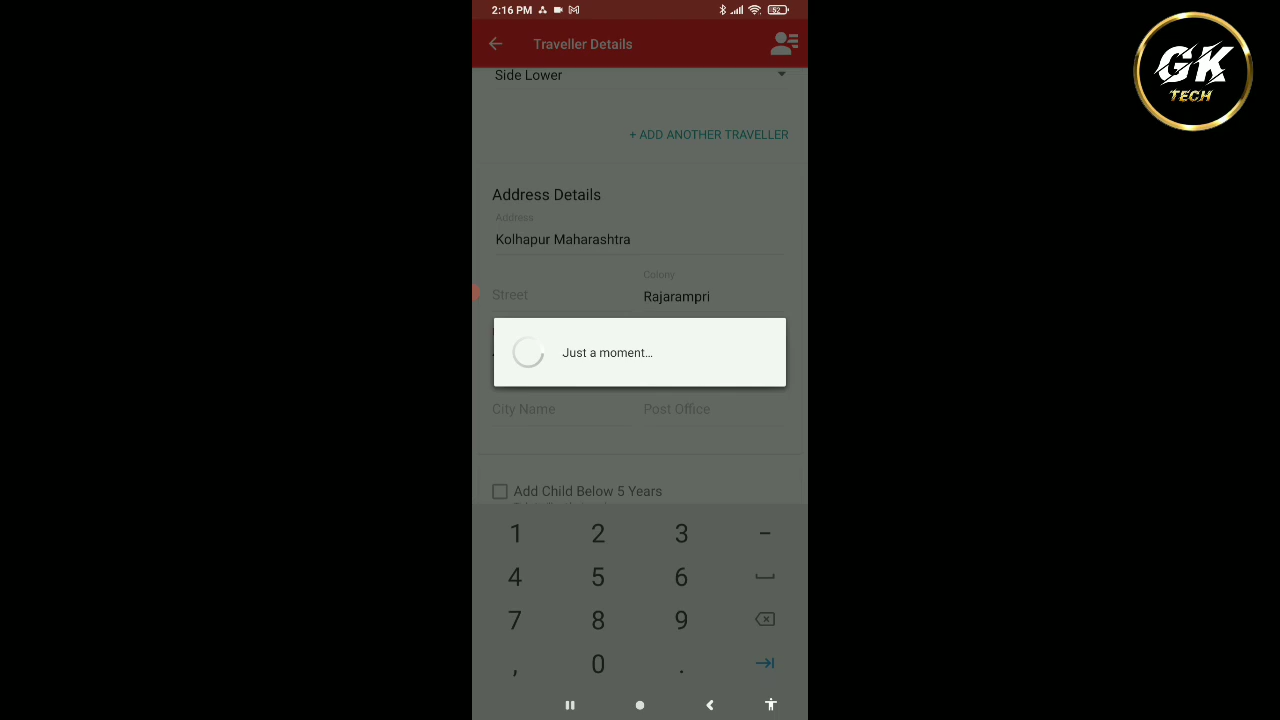 2:16 PM
52
Traveller Details
Side Lower
+ ADD ANOTHER TRAVELLER
Address Details
Address
Kolhapur Maharashtra
Colony
Street
Rajarampri
Just a moment...
City Name
Post Office
Add Child Below 5 Years
1 2 3 -
4 5 6
7 8 9
, 0 .
GK
TECH